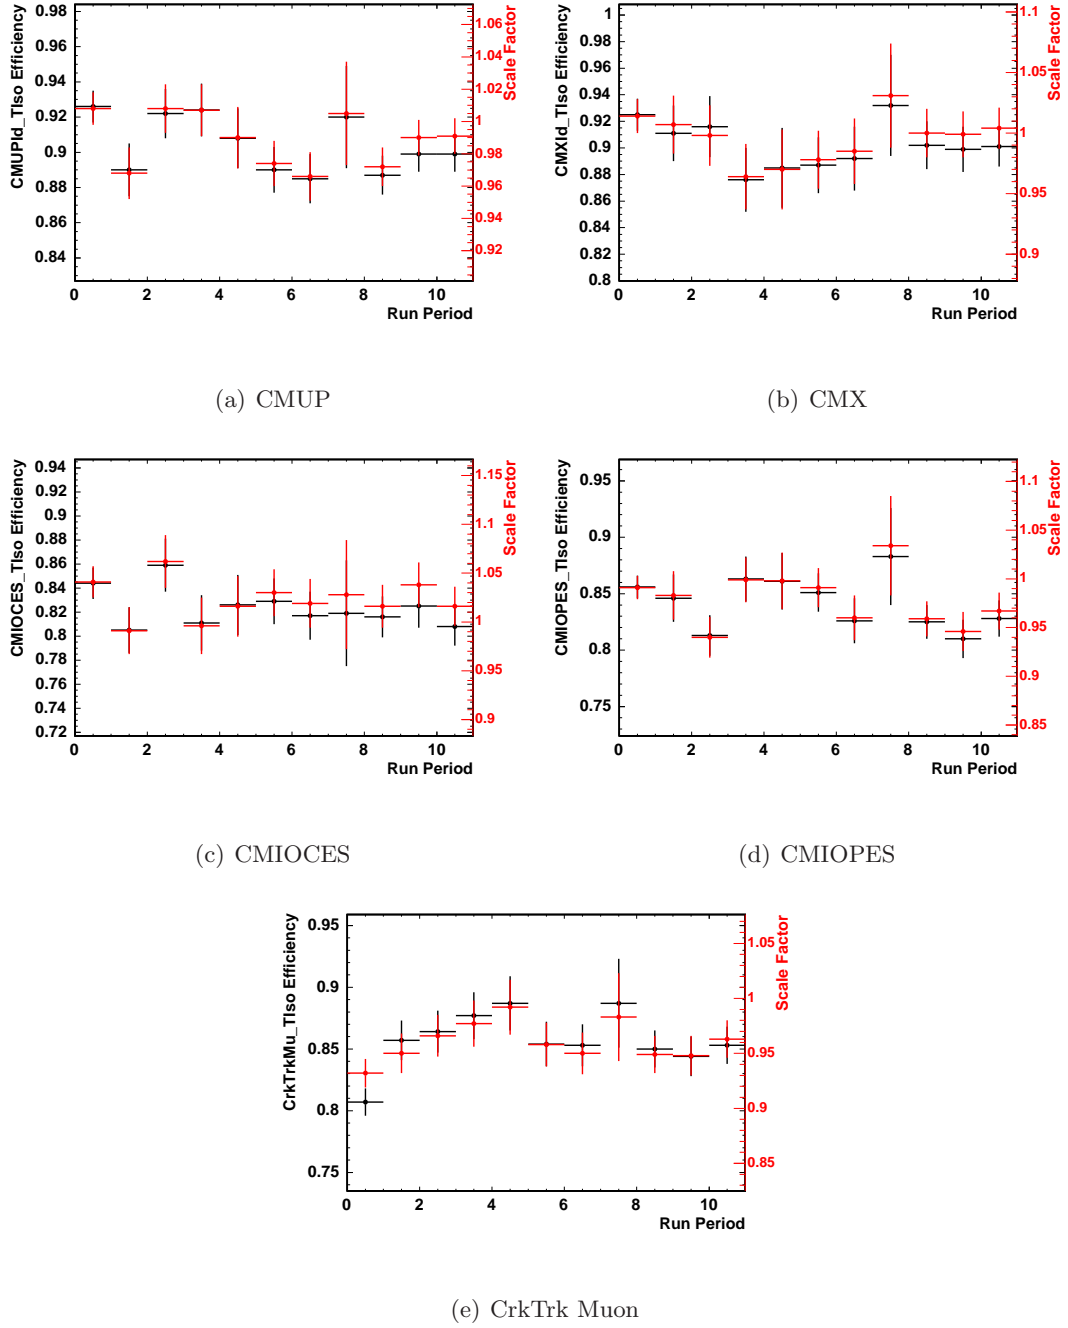 CMUPId_TIso Efficiency
0.98
0.96
0.94
0.92
0.9
0.88
0.86
0.84
0 2 4 6 8 10
Run Period
1.06
1.04
1.02
1
0.98
0.96
0.94
0.92
Scale Factor
(a) CMUP
CMXId_TIso Efficiency
1
0.98
0.96
0.94
0.92
0.9
0.88
0.86
0.84
0.82
0.8
0 2 4 6 8 10
Run Period
1.1
1.05
1
0.95
0.9
Scale Factor
(b) CMX
CMIOCES_TIso Efficiency
0.94
0.92
0.9
0.88
0.86
0.84
0.82
0.8
0.78
0.76
0.74
0.72
0 2 4 6 8 10
Run Period
1.15
1.1
1.05
1
0.95
0.9
Scale Factor
(c) CMIOCES
CMIOPES_TIso Efficiency
0.95
0.9
0.85
0.8
0.75
0 2 4 6 8 10
Run Period
1.1
1.05
1
0.95
0.9
0.85
Scale Factor
(d) CMIOPES
CrkTrkMu_TIso Efficiency
0.95
0.9
0.85
0.8
0.75
0 2 4 6 8 10
Run Period
1.05
1
0.95
0.9
0.85
Scale Factor
(e) CrkTrk Muon